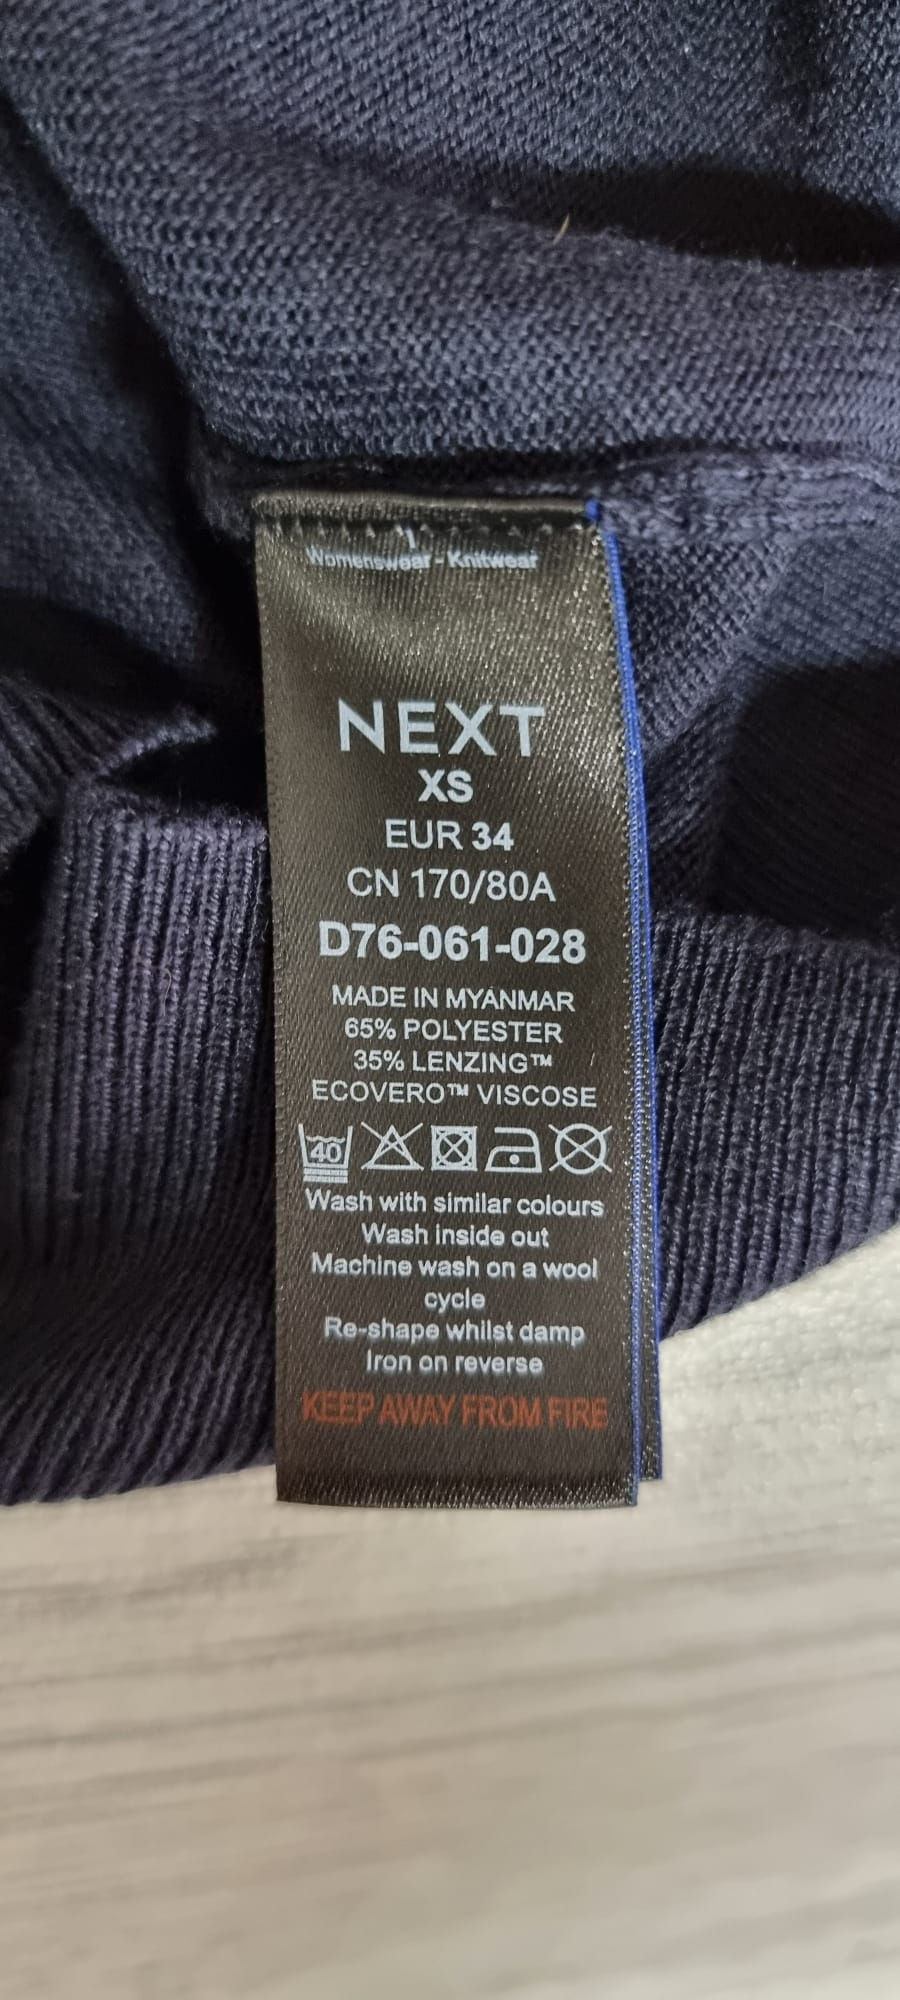 Womenswear - Knitwear
NEXT
XS
EUR 34
CN 170/80A
D76-061-028
MADE IN MYANMAR
65% POLYESTER
35% LENZING™
ECOVERO™ VISCOSE
40
Wash with similar colours
Wash inside out
Machine wash on a wool
cycle
Re-shape whilst damp
Iron on reverse
KEEP AWAY FROM FIRE